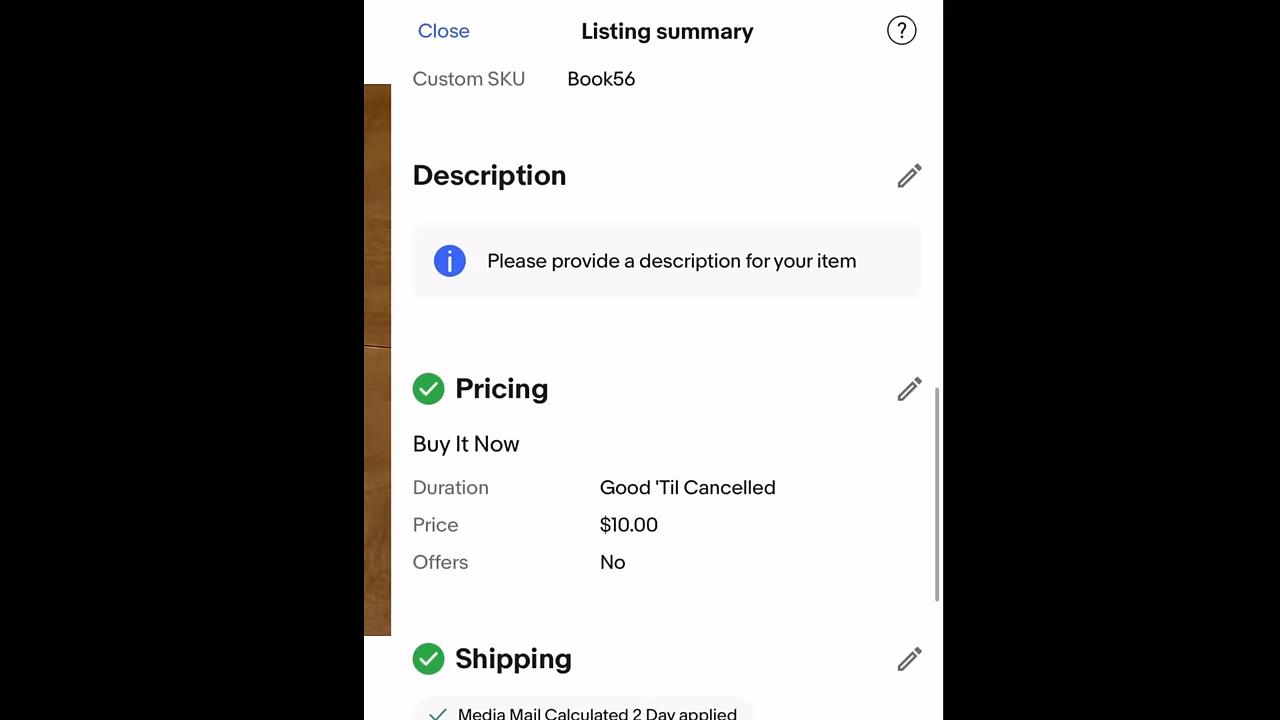 Close
Listing summary
?
Custom SKU
Book56
Description
Please provide a description for your item
Pricing
Buy It Now
Duration
Good 'Til Cancelled
Price
$10.00
Offers
No
Shipping
Media Mail Calculated 2 Day applied